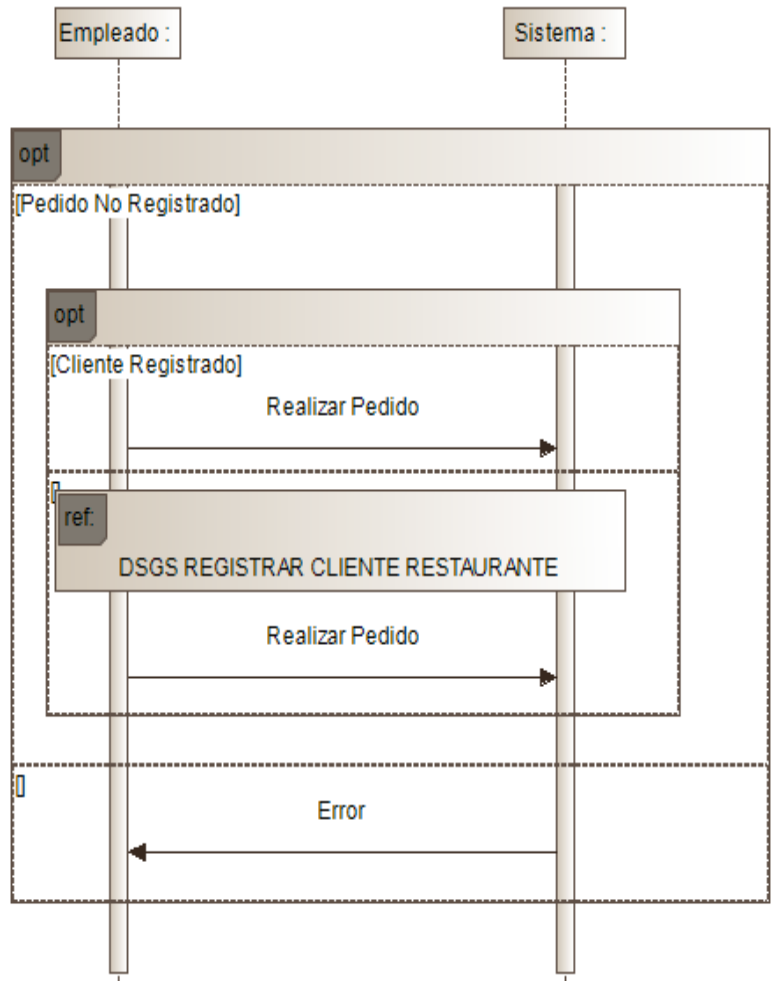 Empleado :
Sistema :
opt
[Pedido No Registrado]
opt
[Cliente Registrado]
Realizar Pedido
[]
ref:
DSGS REGISTRAR CLIENTE RESTAURANTE
Realizar Pedido
[]
Error